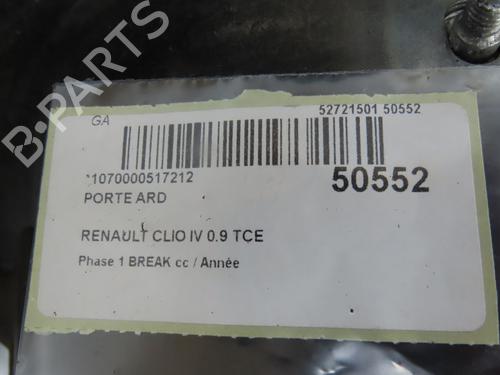 GA
52721501 50552
*1070000517212
50552
PORTE ARD
RENAULT CLIO IV 0.9 TCE
Phase 1 BREAK cc / Année
B-PARTS